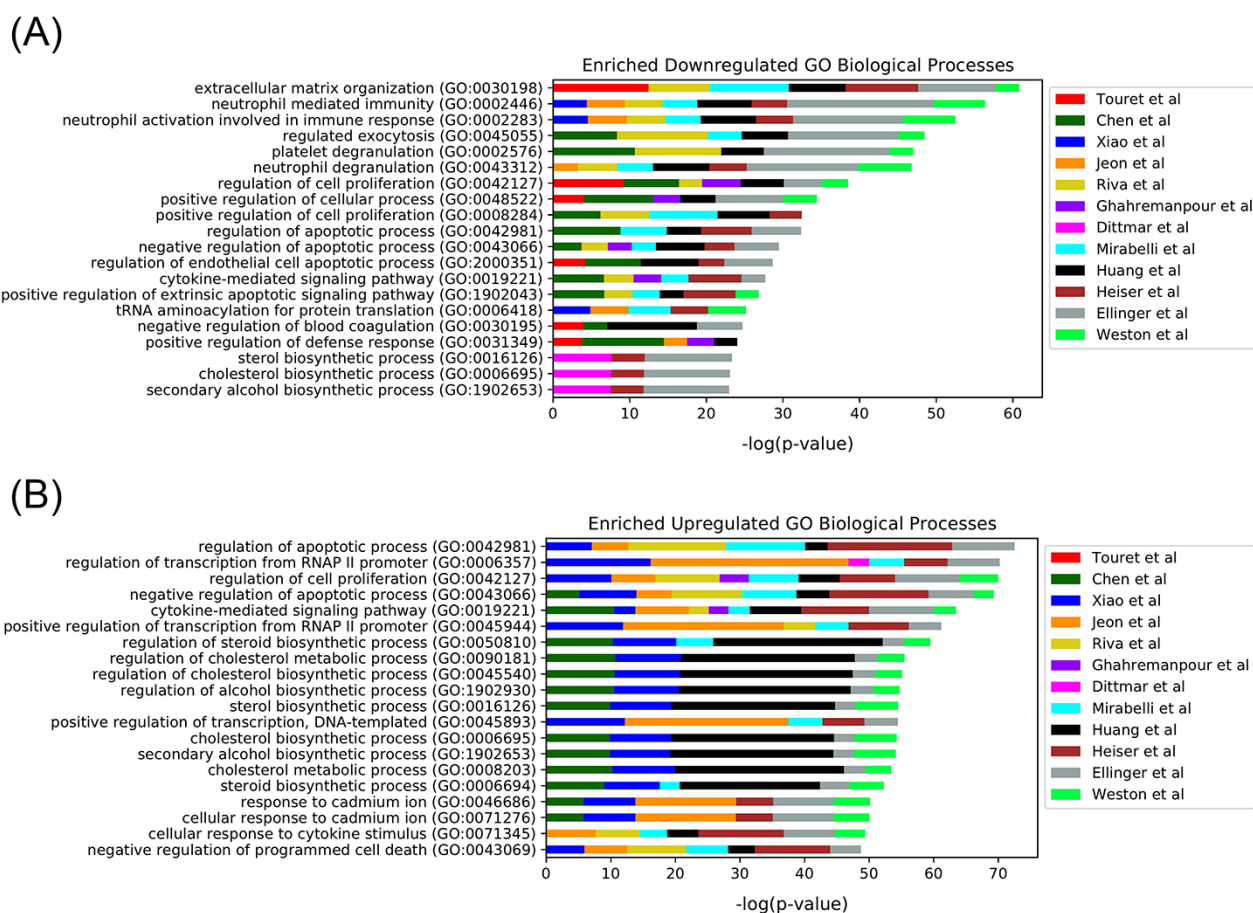 (A)
Enriched Downregulated GO Biological Processes
extracellular matrix organization (GO:0030198)
neutrophil mediated immunity (GO:0002446)
neutrophil activation involved in immune response (GO:0002283)
regulated exocytosis (GO:0045055)
platelet degranulation (GO:0002576)
neutrophil degranulation (GO:0043312)
regulation of cell proliferation (GO:0042127)
positive regulation of cellular process (GO:0048522)
positive regulation of cell proliferation (GO:0008284)
regulation of apoptotic process (GO:0042981)
negative regulation of apoptotic process (GO:0043066)
regulation of endothelial cell apoptotic process (GO:2000351)
cytokine-mediated signaling pathway (GO:0019221)
positive regulation of extrinsic apoptotic signaling pathway (GO:1902043)
tRNA aminoacylation for protein translation (GO:0006418)
negative regulation of blood coagulation (GO:0030195)
positive regulation of defense response (GO:0031349)
sterol biosynthetic process (GO:0016126)
cholesterol biosynthetic process (GO:0006695)
secondary alcohol biosynthetic process (GO:1902653)
0 10 20 30 40 50 60
-log(p-value)
Touret et al
Chen et al
Xiao et al
Jeon et al
Riva et al
Ghahremanpour et al
Dittmar et al
Mirabelli et al
Huang et al
Heiser et al
Ellinger et al
Weston et al
(B)
Enriched Upregulated GO Biological Processes
regulation of apoptotic process (GO:0042981)
regulation of transcription from RNAP II promoter (GO:0006357)
regulation of cell proliferation (GO:0042127)
negative regulation of apoptotic process (GO:0043066)
cytokine-mediated signaling pathway (GO:0019221)
positive regulation of transcription from RNAP II promoter (GO:0045944)
regulation of steroid biosynthetic process (GO:0050810)
regulation of cholesterol metabolic process (GO:0090181)
regulation of cholesterol biosynthetic process (GO:0045540)
regulation of alcohol biosynthetic process (GO:1902930)
sterol biosynthetic process (GO:0016126)
positive regulation of transcription, DNA-templated (GO:0045893)
cholesterol biosynthetic process (GO:0006695)
secondary alcohol biosynthetic process (GO:1902653)
cholesterol metabolic process (GO:0008203)
steroid biosynthetic process (GO:0006694)
response to cadmium ion (GO:0046686)
cellular response to cadmium ion (GO:0071276)
cellular response to cytokine stimulus (GO:0071345)
negative regulation of programmed cell death (GO:0043069)
0 10 20 30 40 50 60 70
-log(p-value)
Touret et al
Chen et al
Xiao et al
Jeon et al
Riva et al
Ghahremanpour et al
Dittmar et al
Mirabelli et al
Huang et al
Heiser et al
Ellinger et al
Weston et al